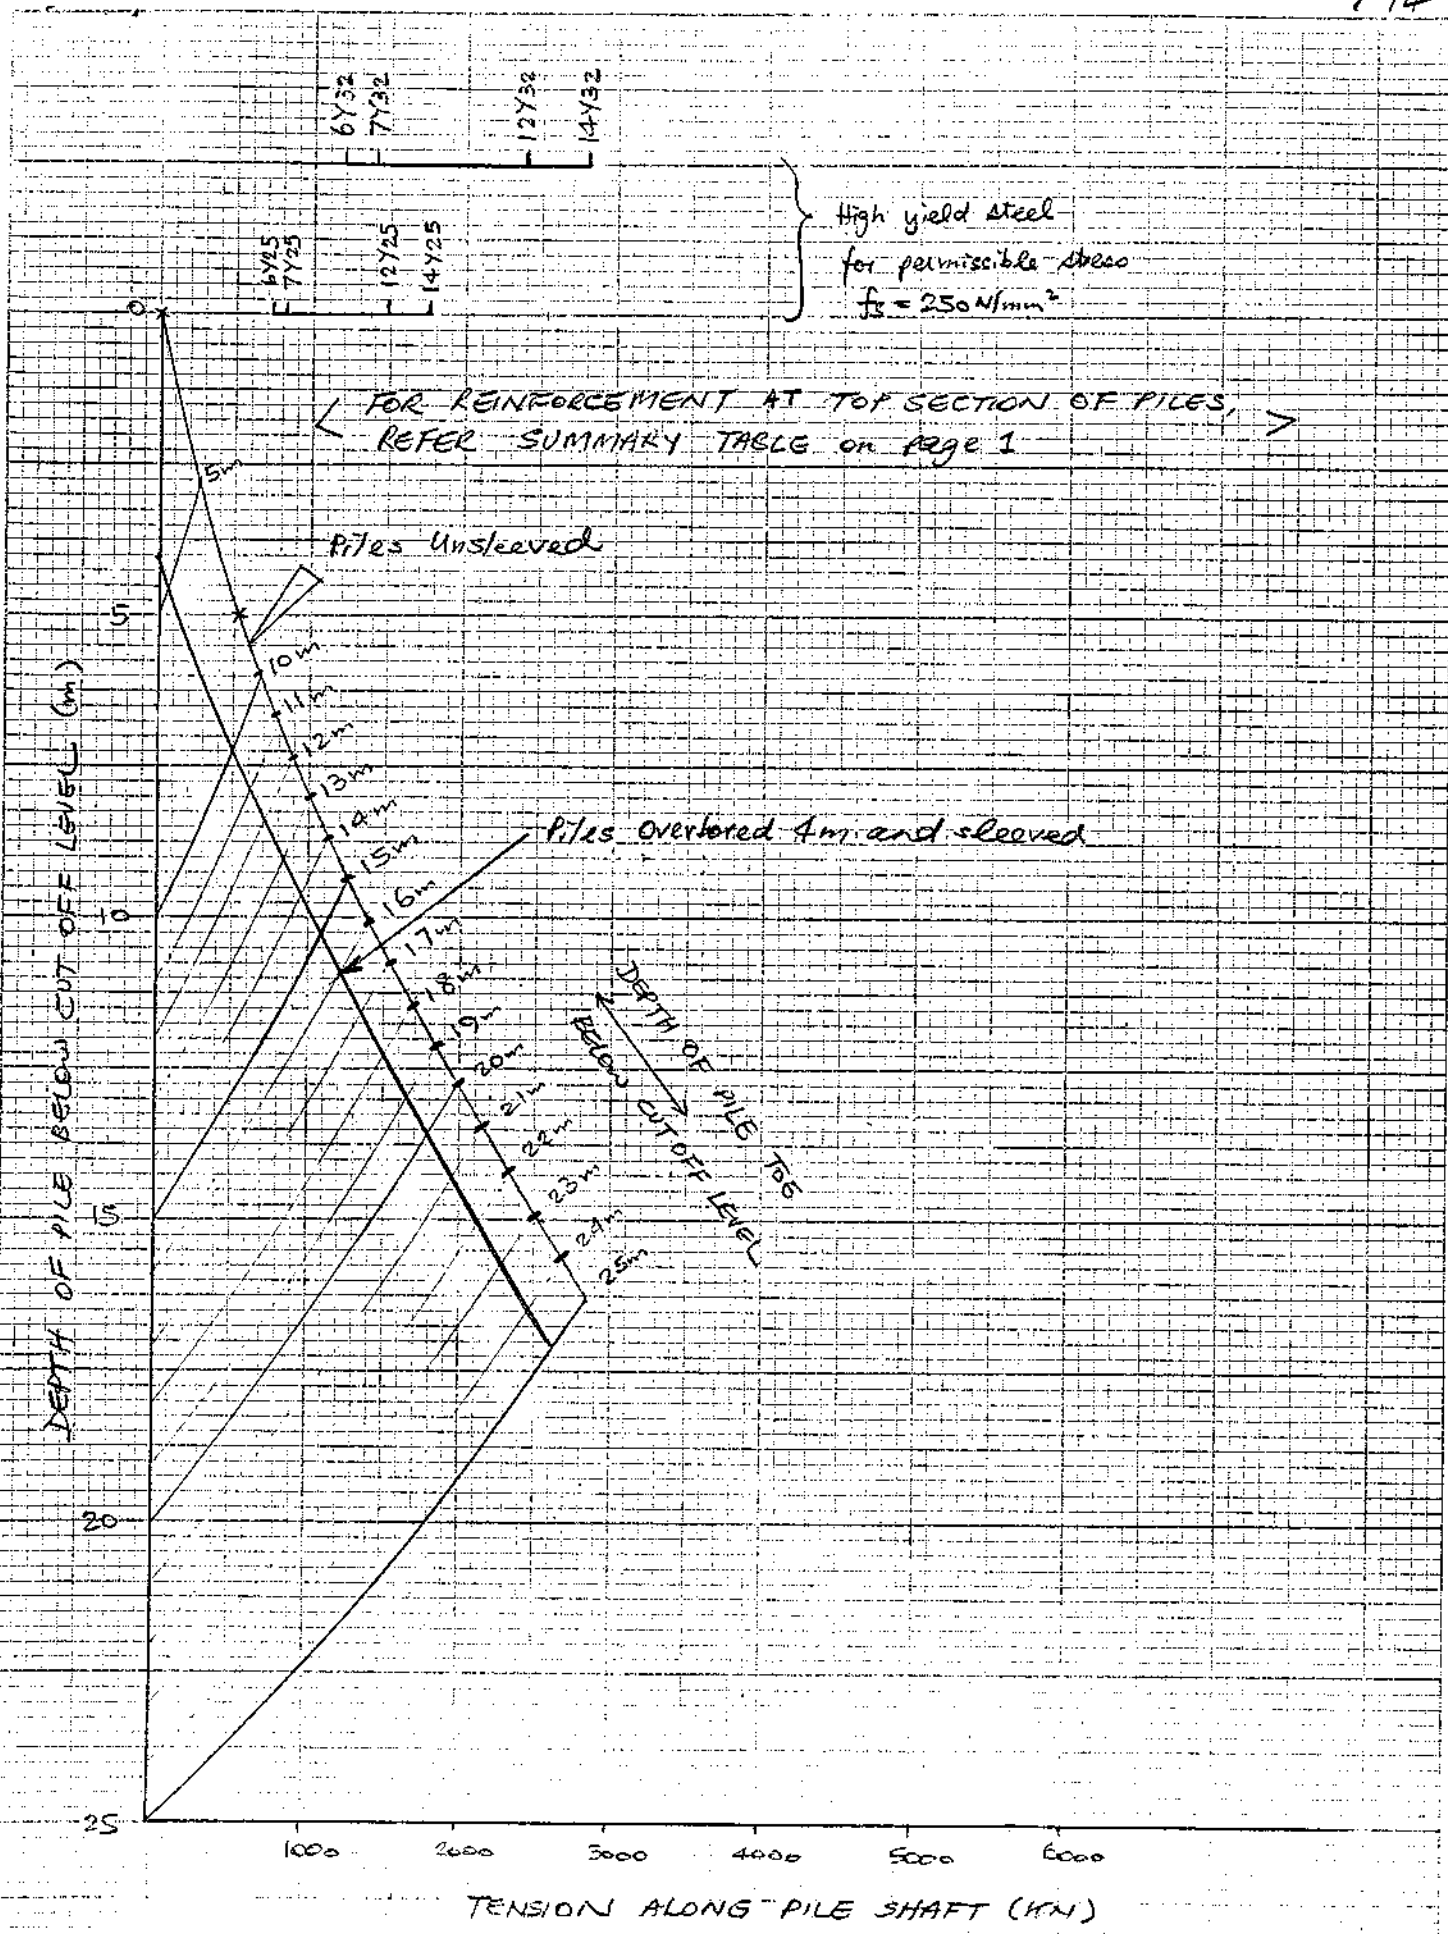 6Y32
7Y32
12Y32
14Y32
6Y25
7Y25
12Y25
14Y25
High yield steel
for permissible stress
fs = 250 N/mm²
< FOR REINFORCEMENT AT TOP SECTION OF PILES, >
REFER SUMMARY TABLE on page 1
0
5
10
15
20
25
DEPTH OF PILE BELOW CUT OFF LEVEL (m)
Piles Unsleeved
Piles overbored 4m and sleeved
5m
10m
11m
12m
13m
14m
15m
16m
17m
18m
19m
20m
21m
22m
23m
24m
25m
DEPTH OF PILE TOE
BELOW CUT OFF LEVEL
1000
2000
3000
4000
5000
6000
TENSION ALONG PILE SHAFT (KN)